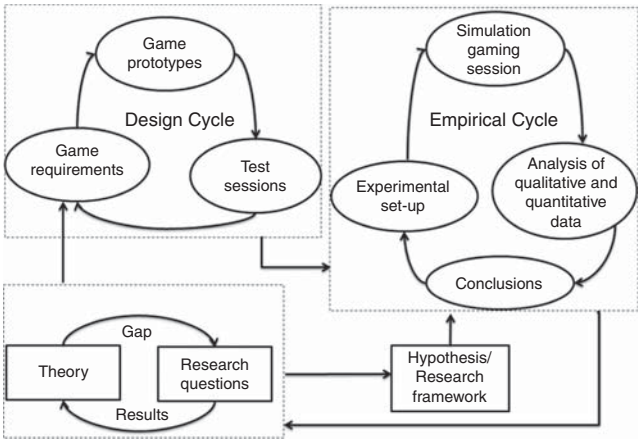 Game
prototypes
Design Cycle
Game
requirements
Test
sessions
Simulation
gaming
session
Empirical Cycle
Experimental
set-up
Analysis of
qualitative and
quantitative
data
Conclusions
Gap
Theory
Research
questions
Results
Hypothesis/
Research
framework